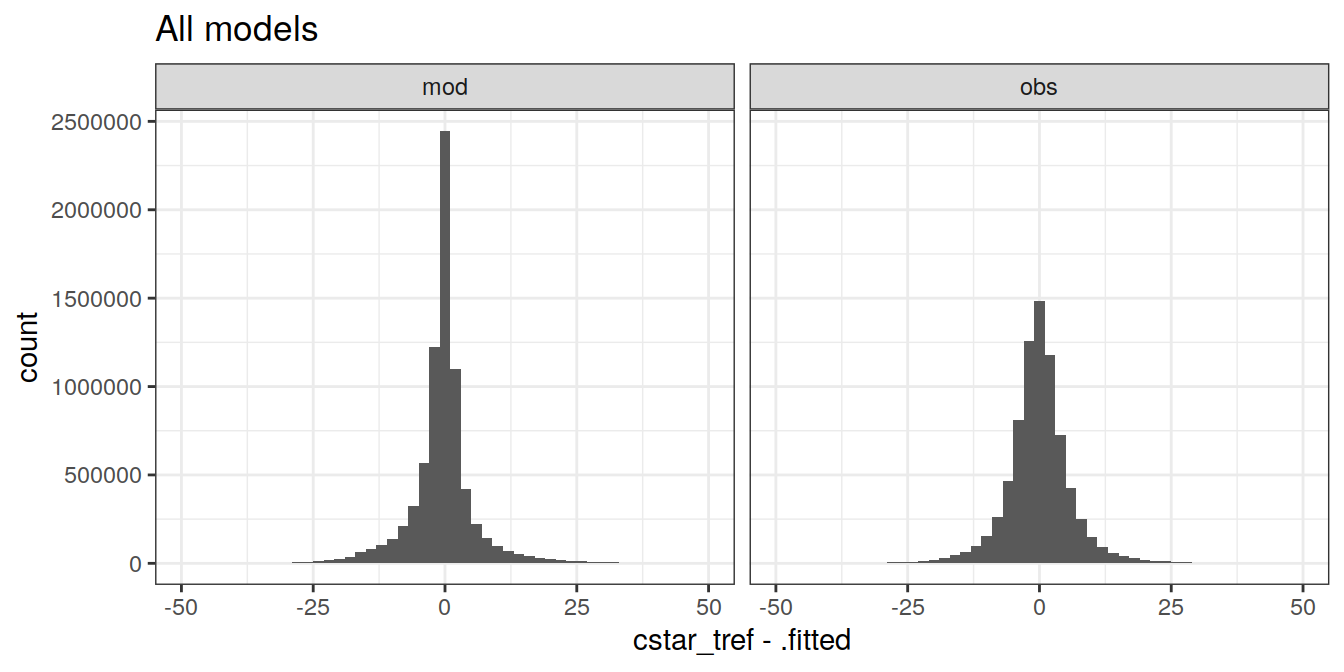 All models
mod obs
2500000
2000000
1500000
1000000
500000
0
count
-50 -25 0 25 50 -50 -25 0 25 50
cstar_tref - .fitted